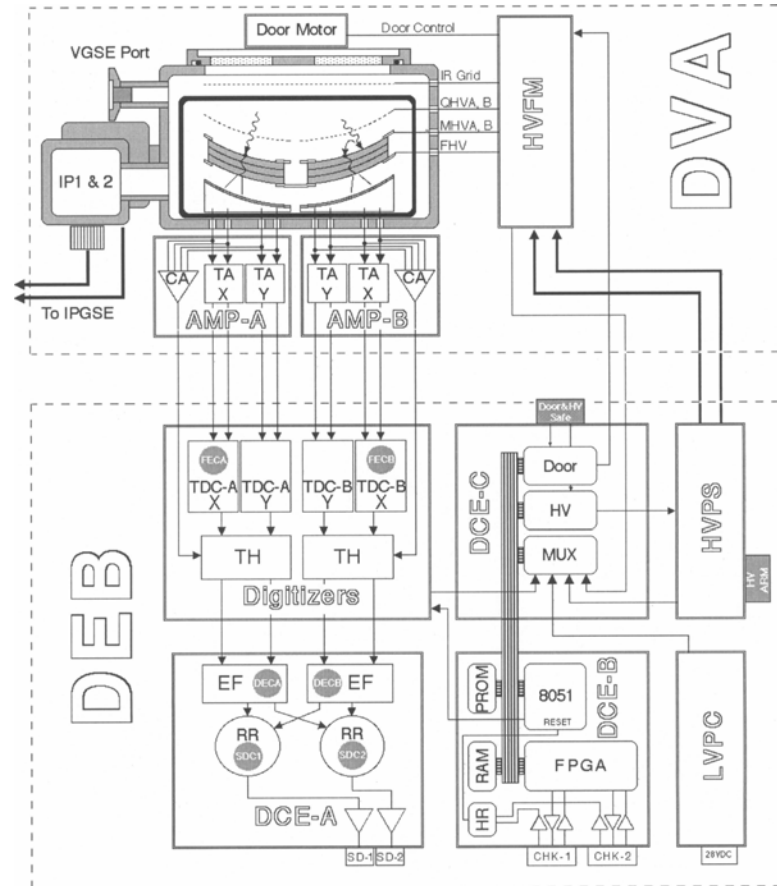 Door Motor
Door Control
VGSE Port
IR Grid
QHVA, B
MHVA, B
FHV
HVFM
DVA
IP1 & 2
To IPGSE
CA
TA
X
TA
Y
TA
Y
TA
X
CA
AMP-A
AMP-B
Door&HV
Safe
FECA
FECB
TDC-A
X
TDC-A
Y
TDC-B
Y
TDC-B
X
TH
TH
Digitizers
DCE-C
Door
HV
MUX
HVPS
HV
ARM
DEB
EF
DECA
DECB
EF
RR
SDC1
RR
SDC2
DCE-A
SD-1
SD-2
PROM
8051
RESET
DCE-B
RAM
FPGA
HR
CHK-1
CHK-2
LVPC
28VDC